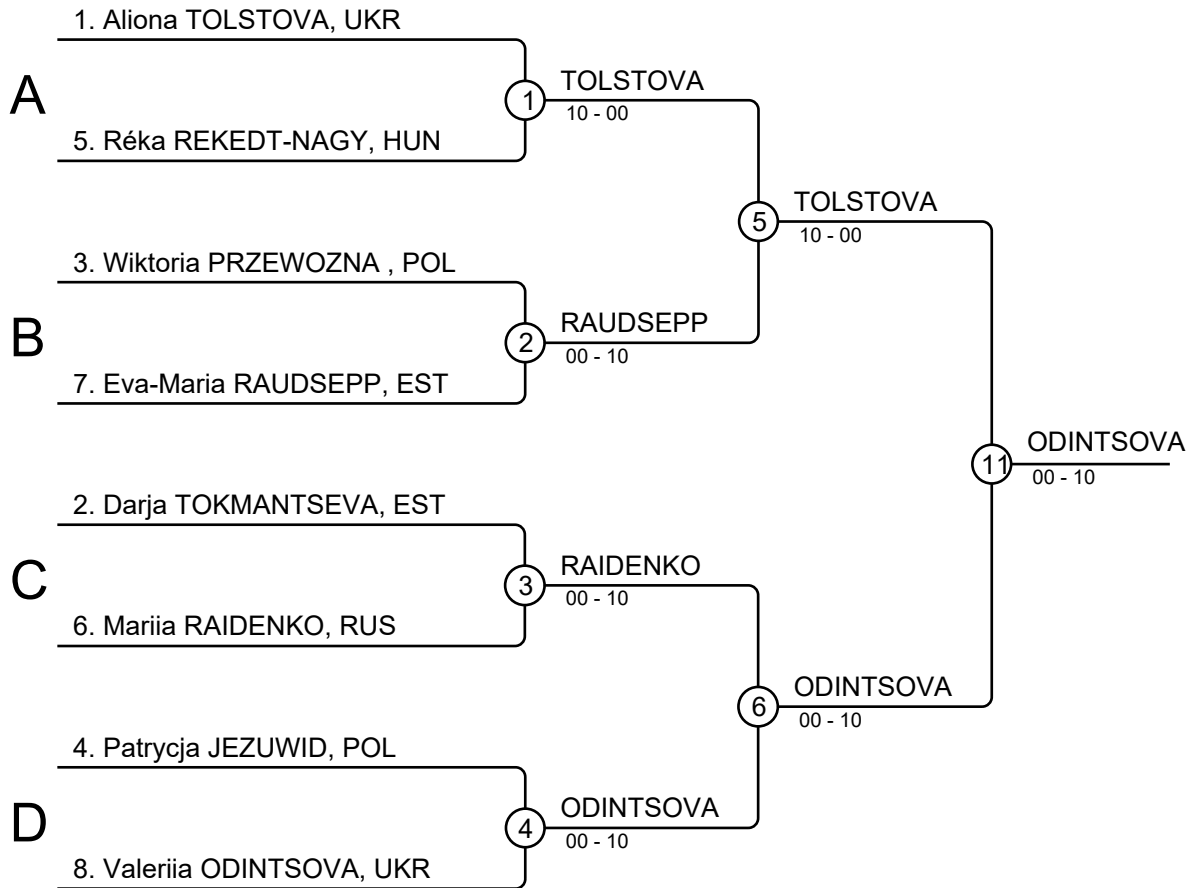 1. Aliona TOLSTOVA, UKR
A
1
TOLSTOVA
10 - 00
5. Réka REKEDT-NAGY, HUN
5
TOLSTOVA
10 - 00
3. Wiktoria PRZEWOZNA , POL
B
2
RAUDSEPP
00 - 10
7. Eva-Maria RAUDSEPP, EST
11
ODINTSOVA
00 - 10
2. Darja TOKMANTSEVA, EST
C
3
RAIDENKO
00 - 10
6. Mariia RAIDENKO, RUS
6
ODINTSOVA
00 - 10
4. Patrycja JEZUWID, POL
D
4
ODINTSOVA
00 - 10
8. Valeriia ODINTSOVA, UKR